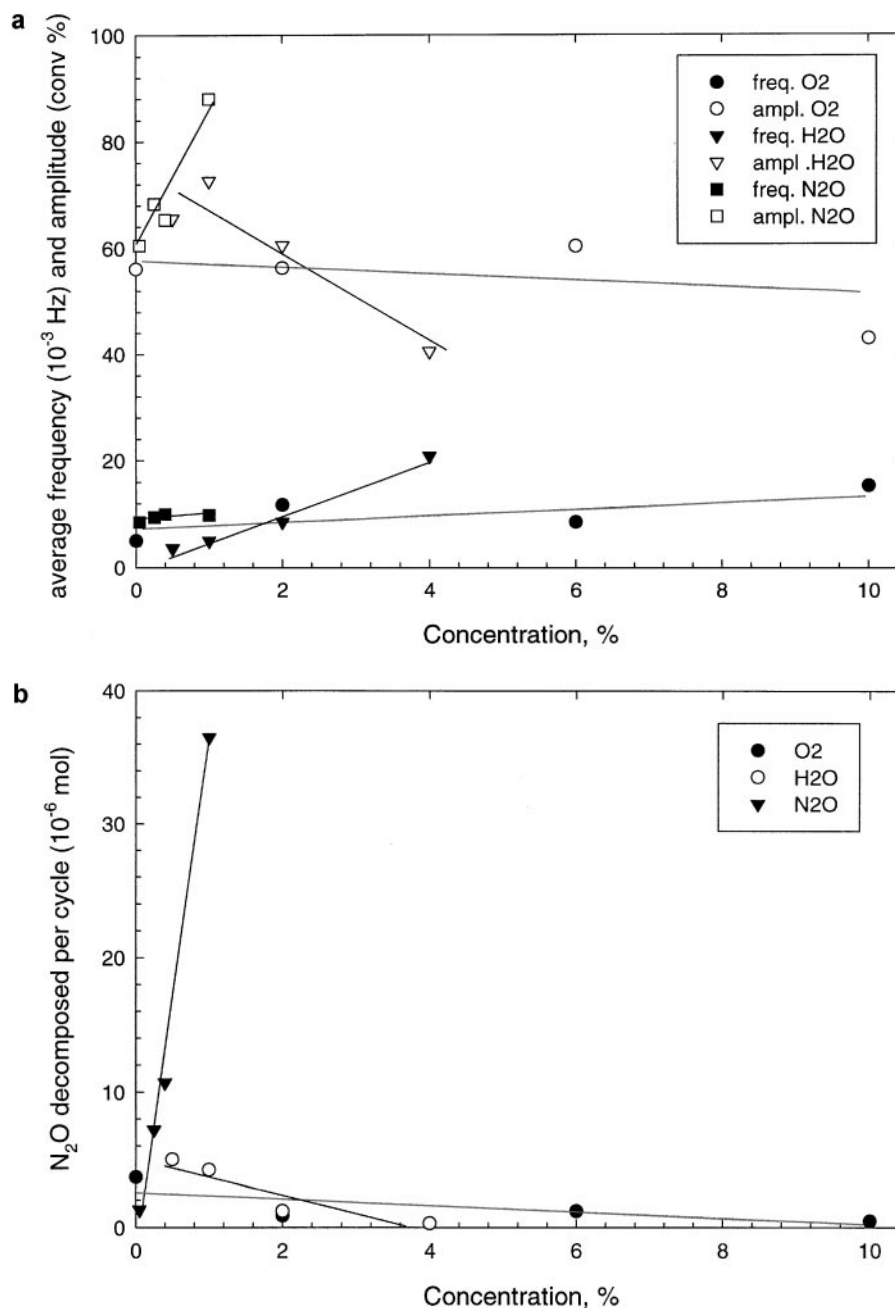 a
average frequency (10⁻³ Hz) and amplitude (conv %)
100
80
60
40
20
0
freq. O2
ampl. O2
freq. H2O
ampl .H2O
freq. N2O
ampl. N2O
0 2 4 6 8 10
Concentration, %
b
N₂O decomposed per cycle (10⁻⁶ mol)
40
30
20
10
0
O2
H2O
N2O
0 2 4 6 8 10
Concentration, %